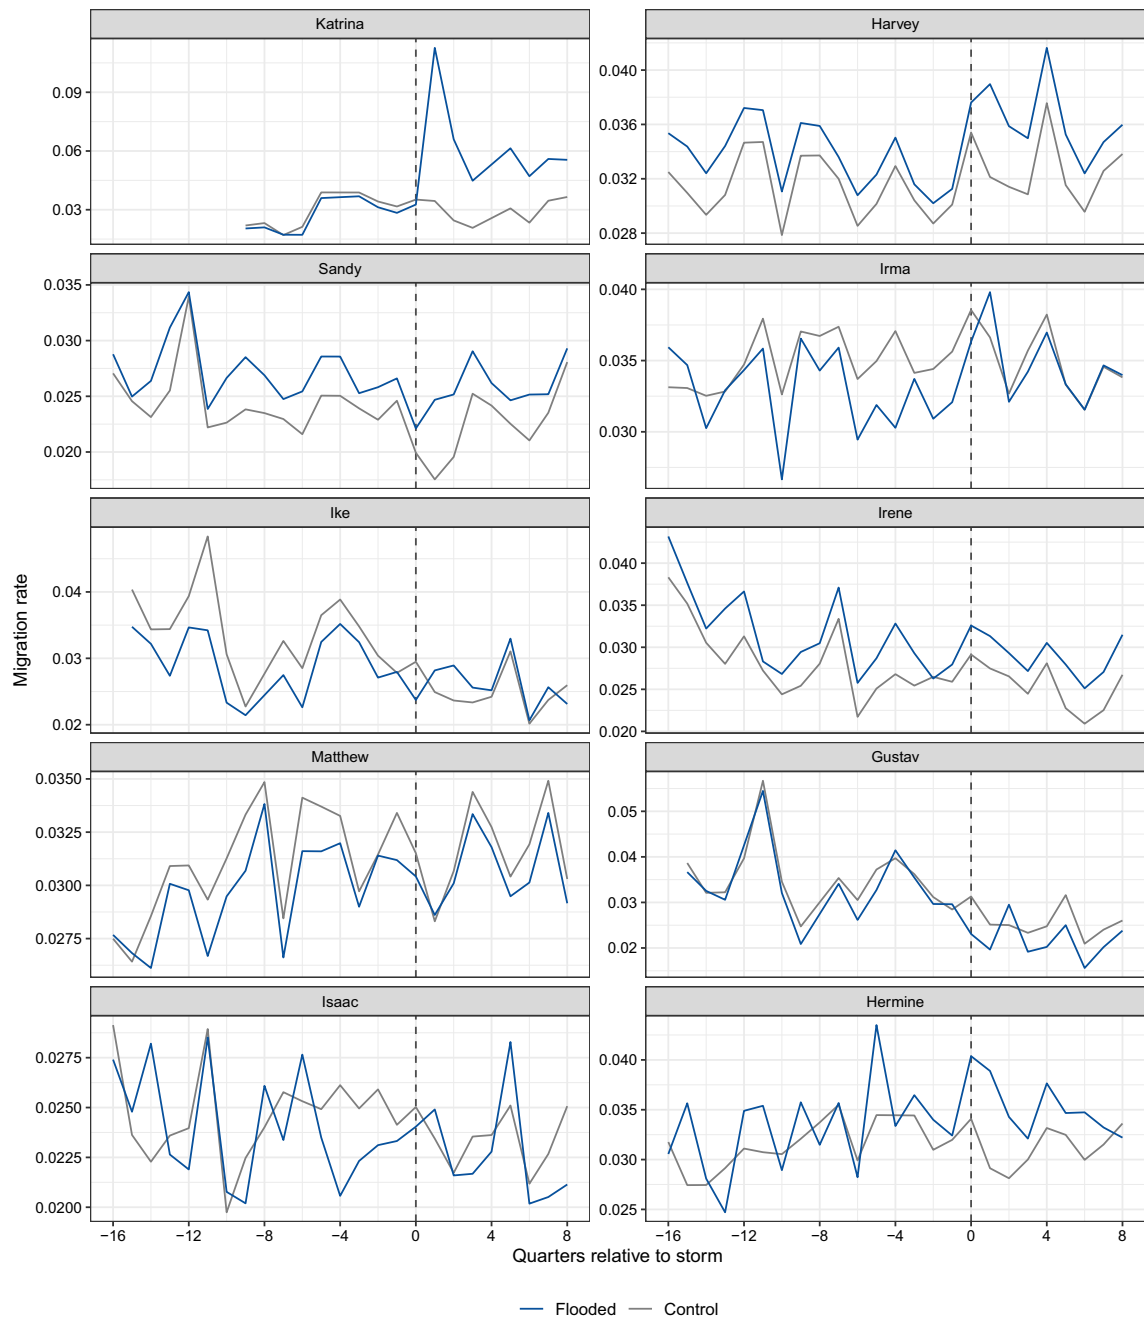 Katrina
Harvey
0.09
0.06
0.03
0.040
0.036
0.032
0.028
Sandy
Irma
0.035
0.030
0.025
0.020
0.040
0.035
0.030
Ike
Irene
0.04
0.03
0.02
0.040
0.035
0.030
0.025
0.020
Migration rate
Matthew
Gustav
0.0350
0.0325
0.0300
0.0275
0.05
0.04
0.03
0.02
Isaac
Hermine
0.0275
0.0250
0.0225
0.0200
0.040
0.035
0.030
0.025
−16 −12 −8 −4 0 4 8
−16 −12 −8 −4 0 4 8
Quarters relative to storm
Flooded Control